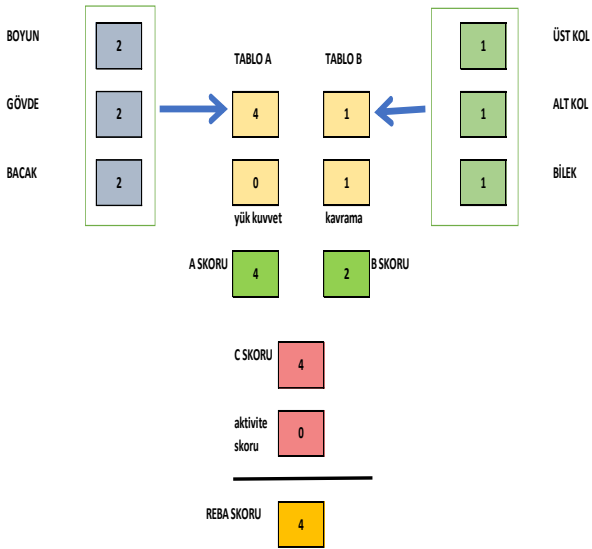 BOYUN 2 1 ÜST KOL
TABLO A TABLO B
GÖVDE 2 4 1 1 ALT KOL
BACAK 2 0 1 1 BİLEK
yük kuvvet kavrama
A SKORU 4 2 B SKORU
C SKORU 4
aktivite
skoru 0
REBA SKORU 4